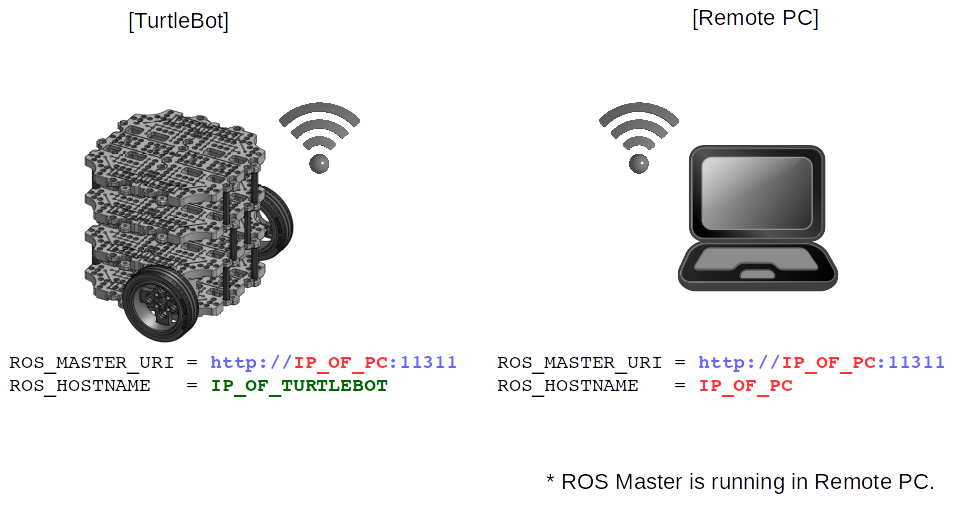 [TurtleBot]
[Remote PC]
ROS_MASTER_URI = http://IP_OF_PC:11311
ROS_HOSTNAME   = IP_OF_TURTLEBOT
ROS_MASTER_URI = http://IP_OF_PC:11311
ROS_HOSTNAME   = IP_OF_PC
* ROS Master is running in Remote PC.